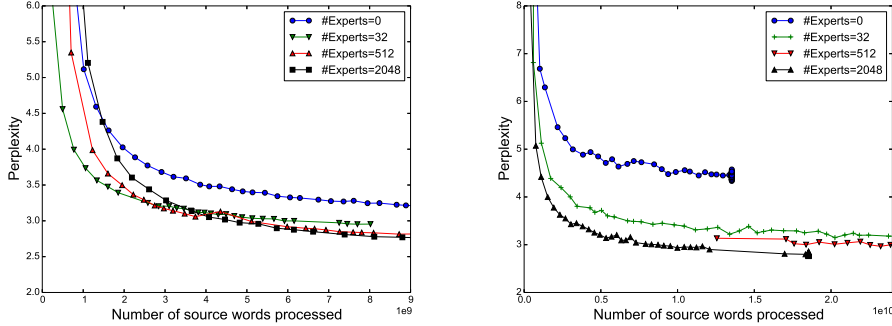 6.0
5.5
5.0
4.5
4.0
3.5
3.0
2.5
2.0
Perplexity
#Experts=0
#Experts=32
#Experts=512
#Experts=2048
0 1 2 3 4 5 6 7 8 9
1e9
Number of source words processed
8
7
6
5
4
3
2
Perplexity
#Experts=0
#Experts=32
#Experts=512
#Experts=2048
0.0 0.5 1.0 1.5 2.0
1e10
Number of source words processed